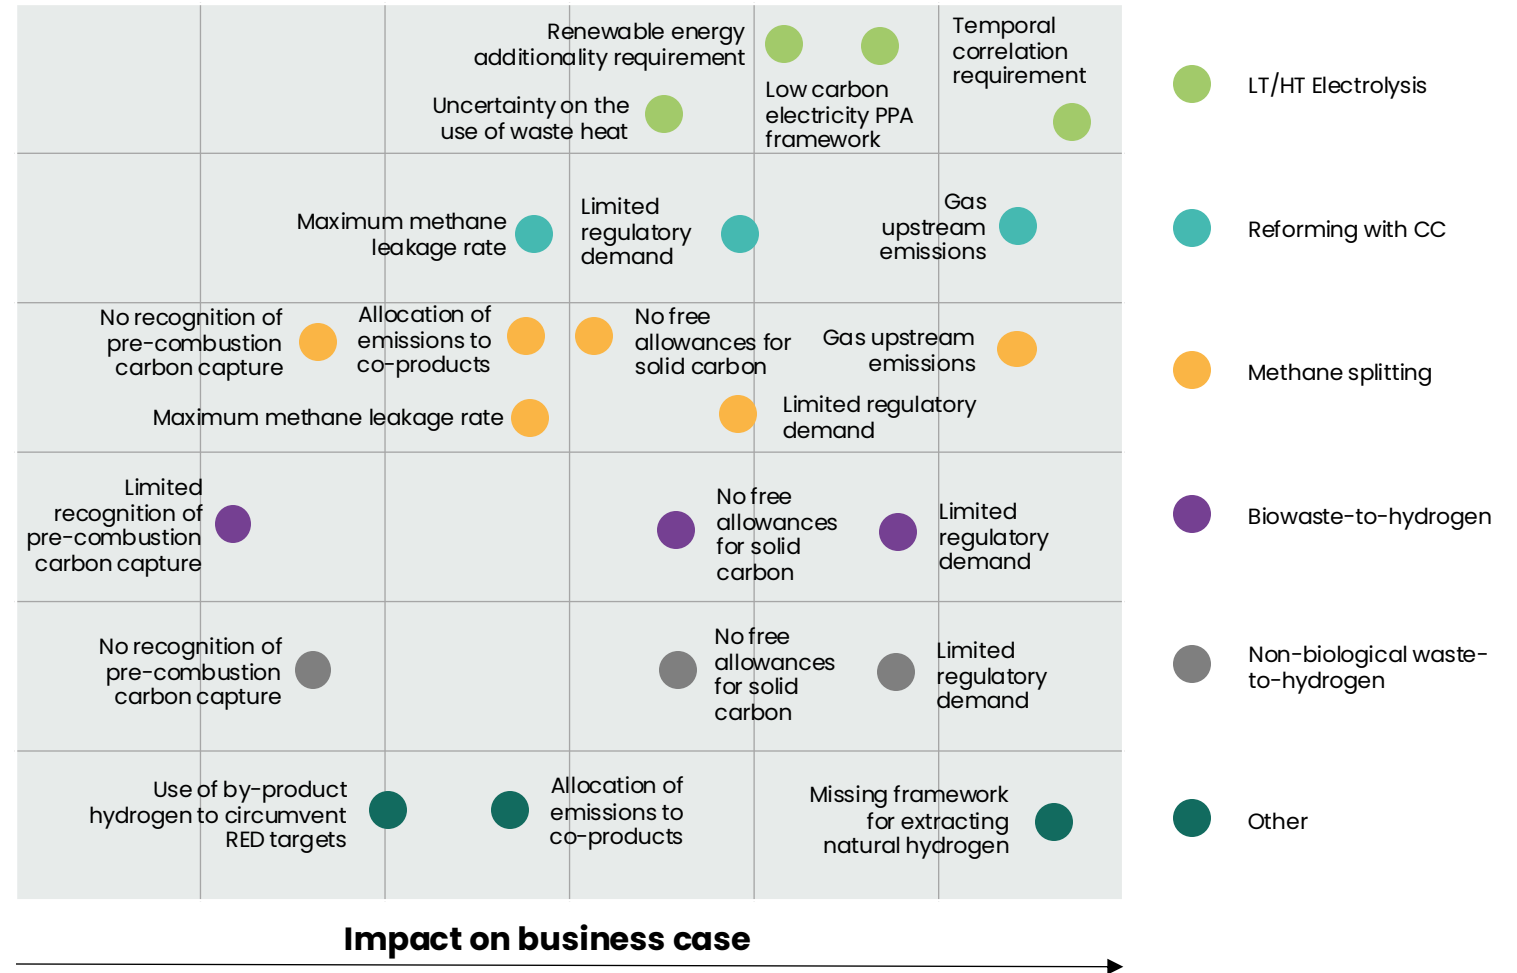 Renewable energy
additionality requirement
Low carbon
electricity PPA
framework
Temporal
correlation
requirement
Uncertainty on the
use of waste heat
LT/HT Electrolysis
Maximum methane
leakage rate
Limited
regulatory
demand
Gas
upstream
emissions
Reforming with CC
No recognition of
pre-combustion
carbon capture
Allocation of
emissions to
co-products
No free
allowances for
solid carbon
Gas upstream
emissions
Maximum methane leakage rate
Limited regulatory
demand
Methane splitting
Limited
recognition of
pre-combustion
carbon capture
No free
allowances
for solid
carbon
Limited
regulatory
demand
Biowaste-to-hydrogen
No recognition of
pre-combustion
carbon capture
No free
allowances
for solid
carbon
Limited
regulatory
demand
Non-biological waste-
to-hydrogen
Use of by-product
hydrogen to circumvent
RED targets
Allocation of
emissions to
co-products
Missing framework
for extracting
natural hydrogen
Other
Impact on business case